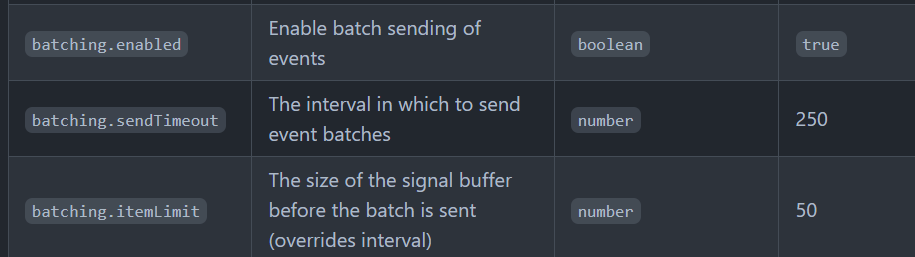 batching.enabled
Enable batch sending of
events
boolean
true
batching.sendTimeout
The interval in which to send
event batches
number
250
batching.itemLimit
The size of the signal buffer
before the batch is sent
(overrides interval)
number
50